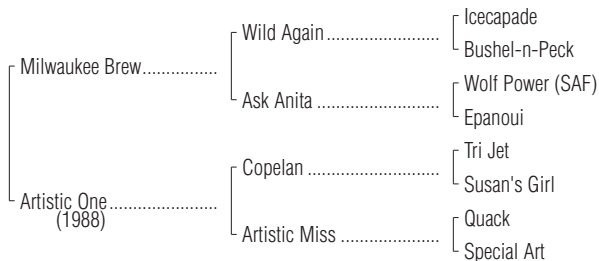 Icecapade
Wild Again........................
Bushel-n-Peck
Milwaukee Brew................
Wolf Power (SAF)
Ask Anita ..........................
Epanoui
Tri Jet
Copelan ............................
Susan's Girl
Artistic One.......................
(1988)
Quack
Artistic Miss .....................
Special Art